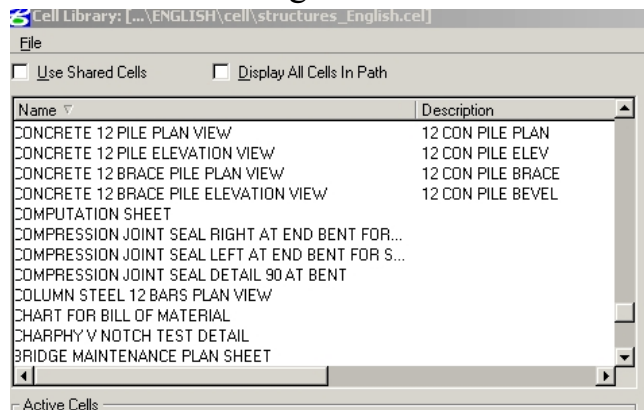 Cell Library: [...\ENGLISH\cell\structures_English.cel]
File
Use Shared Cells Display All Cells In Path
Name Description
CONCRETE 12 PILE PLAN VIEW 12 CON PILE PLAN
CONCRETE 12 PILE ELEVATION VIEW 12 CON PILE ELEV
CONCRETE 12 BRACE PILE PLAN VIEW 12 CON PILE BRACE
CONCRETE 12 BRACE PILE ELEVATION VIEW 12 CON PILE BEVEL
COMPUTATION SHEET
COMPRESSION JOINT SEAL RIGHT AT END BENT FOR...
COMPRESSION JOINT SEAL LEFT AT END BENT FOR S...
COMPRESSION JOINT SEAL DETAIL 90 AT BENT
COLUMN STEEL 12 BARS PLAN VIEW
CHART FOR BILL OF MATERIAL
CHARPHY V NOTCH TEST DETAIL
BRIDGE MAINTENANCE PLAN SHEET
Active Cells